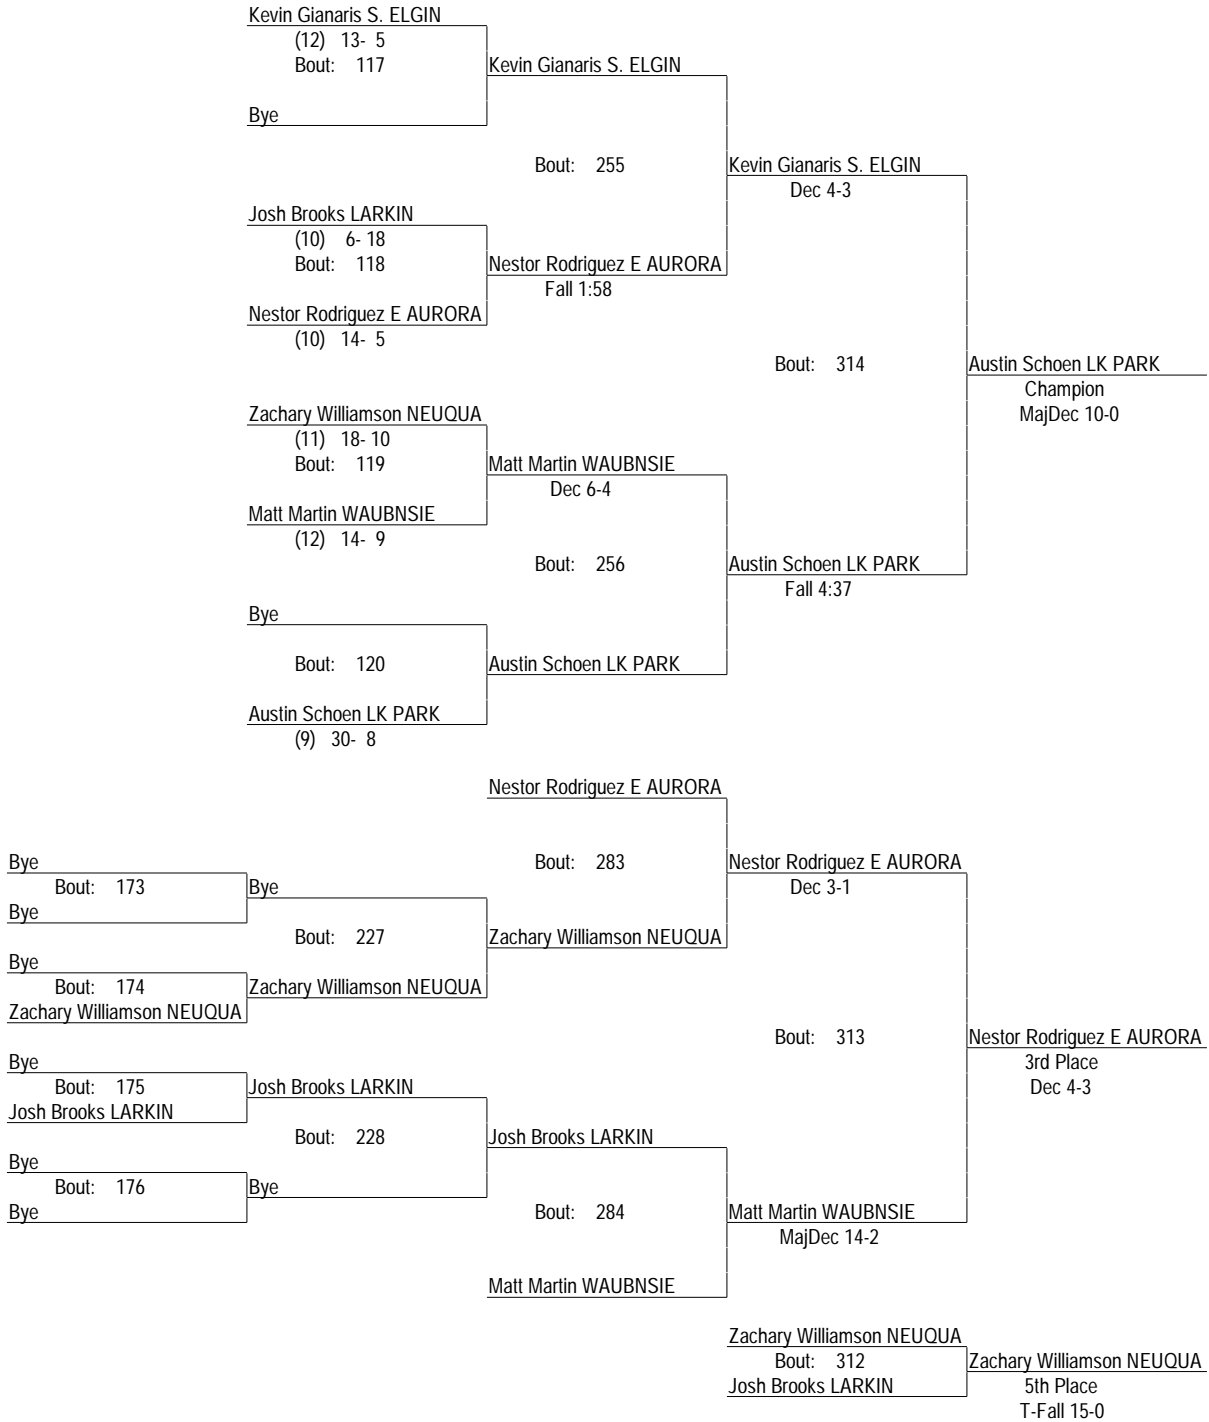 Kevin Gianaris S. ELGIN
(12) 13- 5
Bout: 117
Kevin Gianaris S. ELGIN
Bye
Bout: 255
Kevin Gianaris S. ELGIN
Dec 4-3
Josh Brooks LARKIN
(10) 6- 18
Bout: 118
Nestor Rodriguez E AURORA
Fall 1:58
Nestor Rodriguez E AURORA
(10) 14- 5
Bout: 314
Austin Schoen LK PARK
Champion
MajDec 10-0
Zachary Williamson NEUQUA
(11) 18- 10
Bout: 119
Matt Martin WAUBNSIE
Dec 6-4
Matt Martin WAUBNSIE
(12) 14- 9
Bout: 256
Austin Schoen LK PARK
Fall 4:37
Bye
Bout: 120
Austin Schoen LK PARK
Austin Schoen LK PARK
(9) 30- 8
Nestor Rodriguez E AURORA
Bout: 283
Nestor Rodriguez E AURORA
Dec 3-1
Bye
Bout: 173
Bye
Bye
Bout: 227
Zachary Williamson NEUQUA
Bye
Bout: 174
Zachary Williamson NEUQUA
Zachary Williamson NEUQUA
Bout: 313
Nestor Rodriguez E AURORA
3rd Place
Dec 4-3
Bye
Bout: 175
Josh Brooks LARKIN
Josh Brooks LARKIN
Bout: 228
Josh Brooks LARKIN
Bye
Bout: 176
Bye
Bye
Bout: 284
Matt Martin WAUBNSIE
MajDec 14-2
Matt Martin WAUBNSIE
Zachary Williamson NEUQUA
Bout: 312
Zachary Williamson NEUQUA
Josh Brooks LARKIN
5th Place
T-Fall 15-0